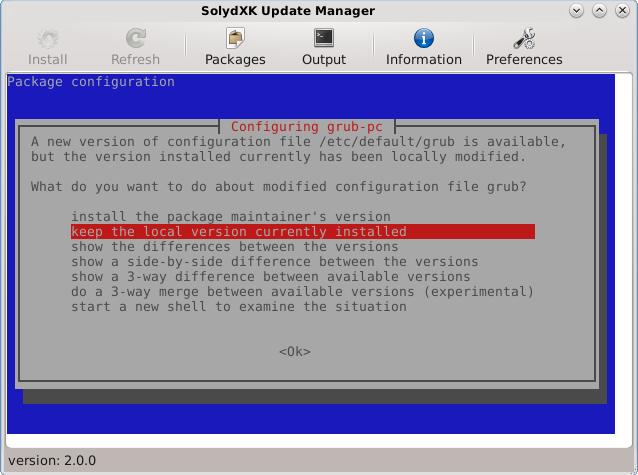 SolydXK Update Manager
Install Refresh Packages Output Information Preferences
Package configuration
Configuring grub-pc
A new version of configuration file /etc/default/grub is available,
but the version installed currently has been locally modified.
What do you want to do about modified configuration file grub?
install the package maintainer's version
keep the local version currently installed
show the differences between the versions
show a side-by-side difference between the versions
show a 3-way difference between available versions
do a 3-way merge between available versions (experimental)
start a new shell to examine the situation
<Ok>
version: 2.0.0